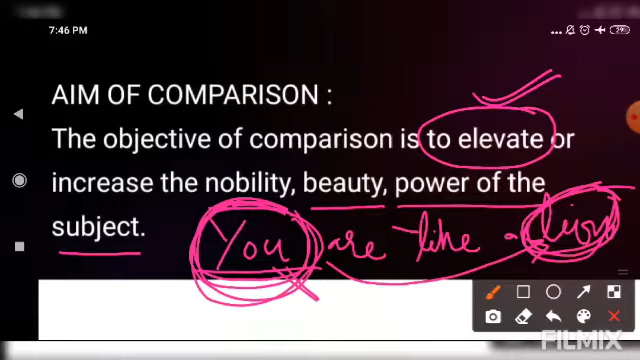 7:46 PM
29
AIM OF COMPARISON :
The objective of comparison is to elevate or
increase the nobility, beauty, power of the
subject.
You are like a lion
FILMIX